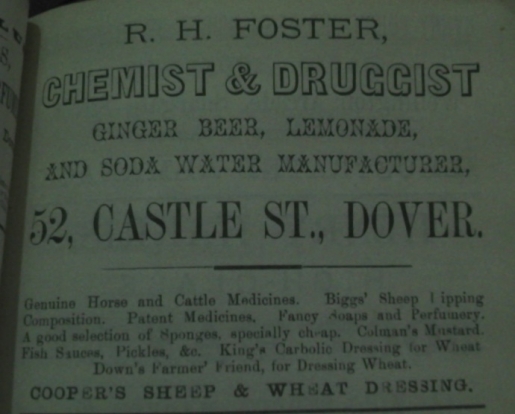 R. H. FOSTER,
CHEMIST & DRUGGIST
GINGER BEER, LEMONADE,
AND SODA WATER MANUFACTURER,
52, CASTLE ST., DOVER.
Genuine Horse and Cattle Medicines. Biggs' Sheep Dipping
Composition. Patent Medicines, Fancy Soaps and Perfumery.
A good selection of Sponges, specially cheap. Colman's Mustard.
Fish Sauces, Pickles, &c. King's Carbolic Dressing for Wheat
Down's Farmer' Friend, for Dressing Wheat.
COOPER'S SHEEP & WHEAT DRESSING.